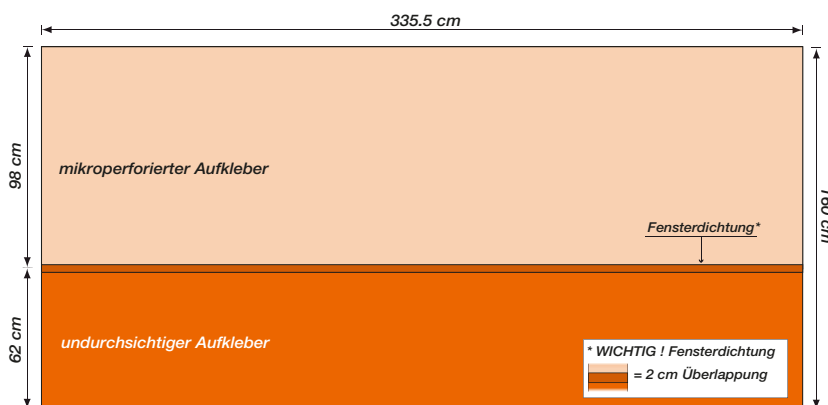 335.5 cm
98 cm
mikroperforierter Aufkleber
Fensterdichtung*
62 cm
undurchsichtiger Aufkleber
* WICHTIG ! Fensterdichtung
= 2 cm Überlappung